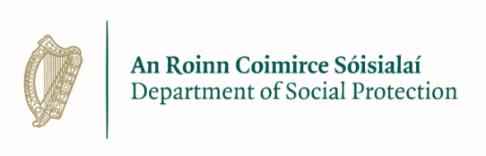 An Roinn Coimirce Sóisialaí
Department of Social Protection